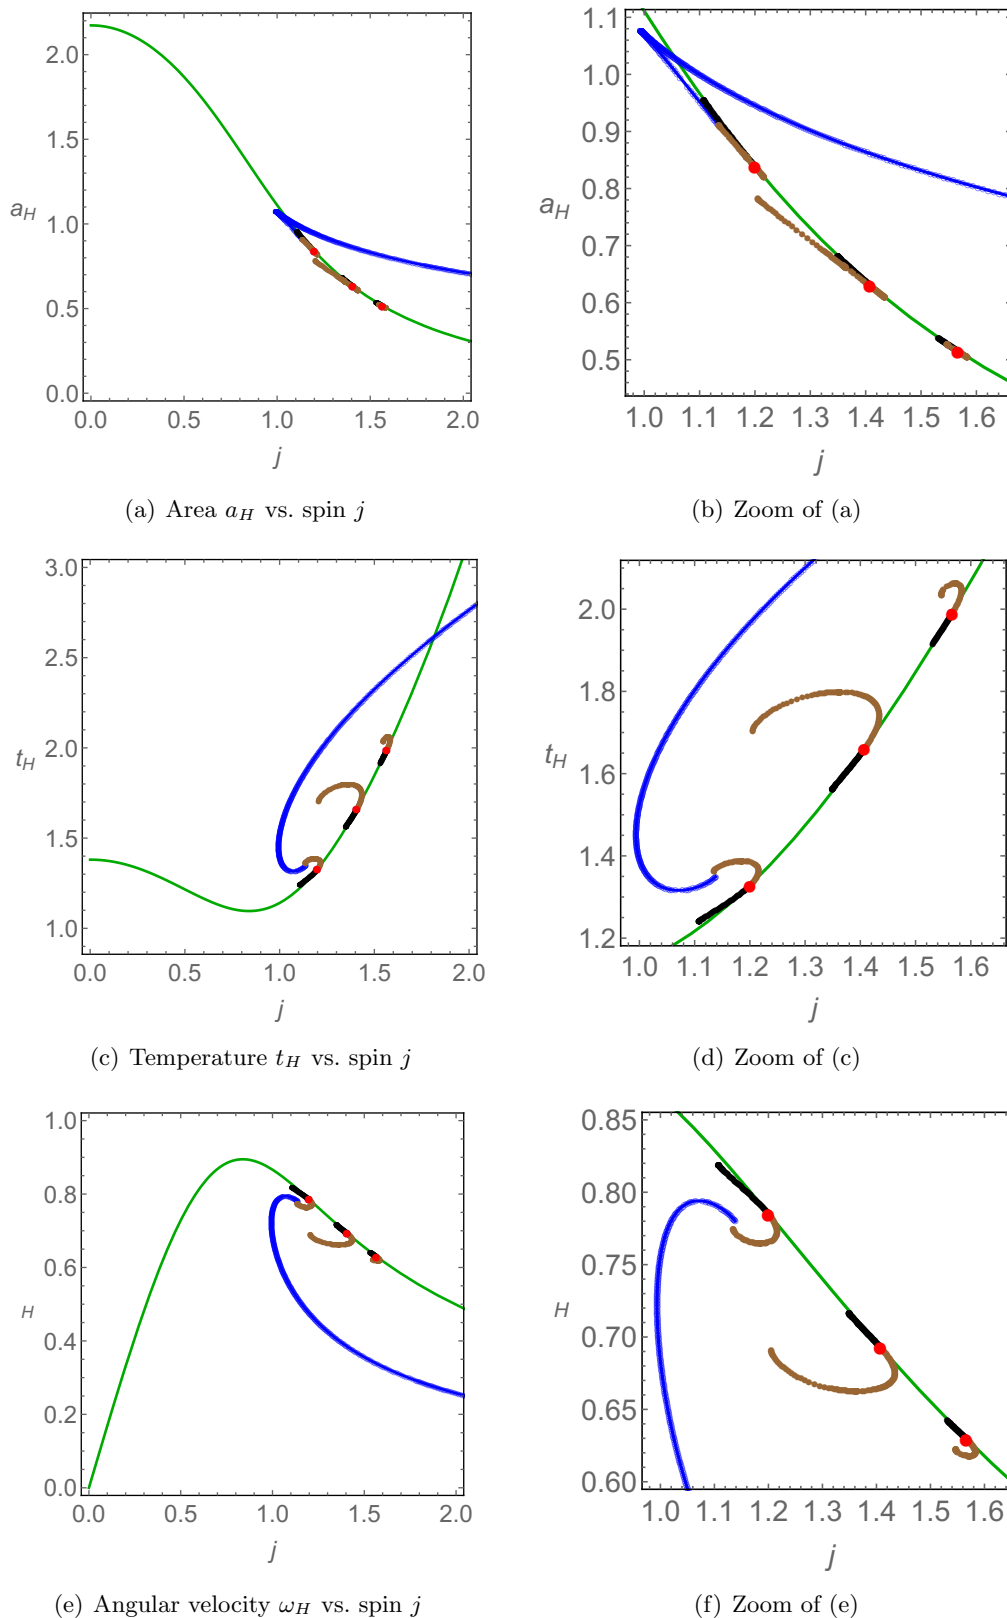 2.0
1.5
a_H
1.0
0.5
0.0
0.0 0.5 1.0 1.5 2.0
j
(a) Area a_H vs. spin j
1.1
1.0
0.9
a_H
0.8
0.7
0.6
0.5
1.0 1.1 1.2 1.3 1.4 1.5 1.6
j
(b) Zoom of (a)
3.0
2.5
t_H
2.0
1.5
1.0
0.0 0.5 1.0 1.5 2.0
j
(c) Temperature t_H vs. spin j
2.0
1.8
t_H
1.6
1.4
1.2
1.0 1.1 1.2 1.3 1.4 1.5 1.6
j
(d) Zoom of (c)
1.0
0.8
0.6
H
0.4
0.2
0.0
0.0 0.5 1.0 1.5 2.0
j
(e) Angular velocity ω_H vs. spin j
0.85
0.80
0.75
H
0.70
0.65
0.60
1.0 1.1 1.2 1.3 1.4 1.5 1.6
j
(f) Zoom of (e)